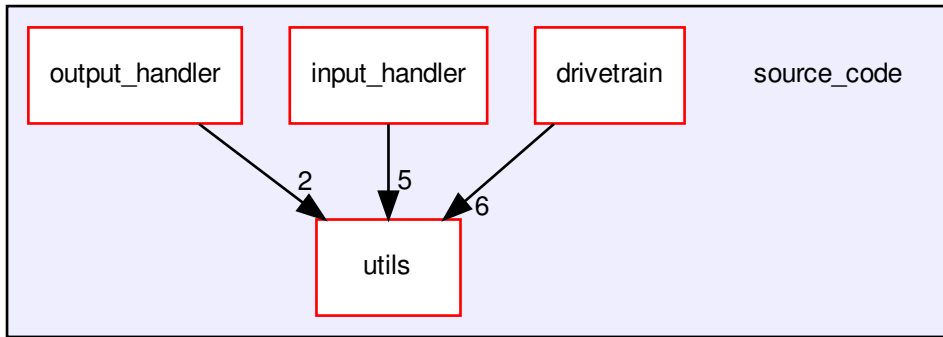 output_handler
input_handler
drivetrain
source_code
2
5
6
utils